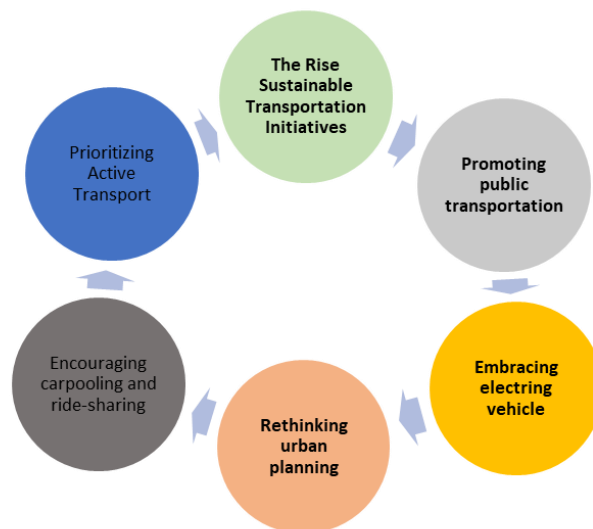 The Rise
Sustainable
Transportation
Initiatives
Promoting
public
transportation
Embracing
electring
vehicle
Rethinking
urban
planning
Encouraging
carpooling and
ride-sharing
Prioritizing
Active
Transport